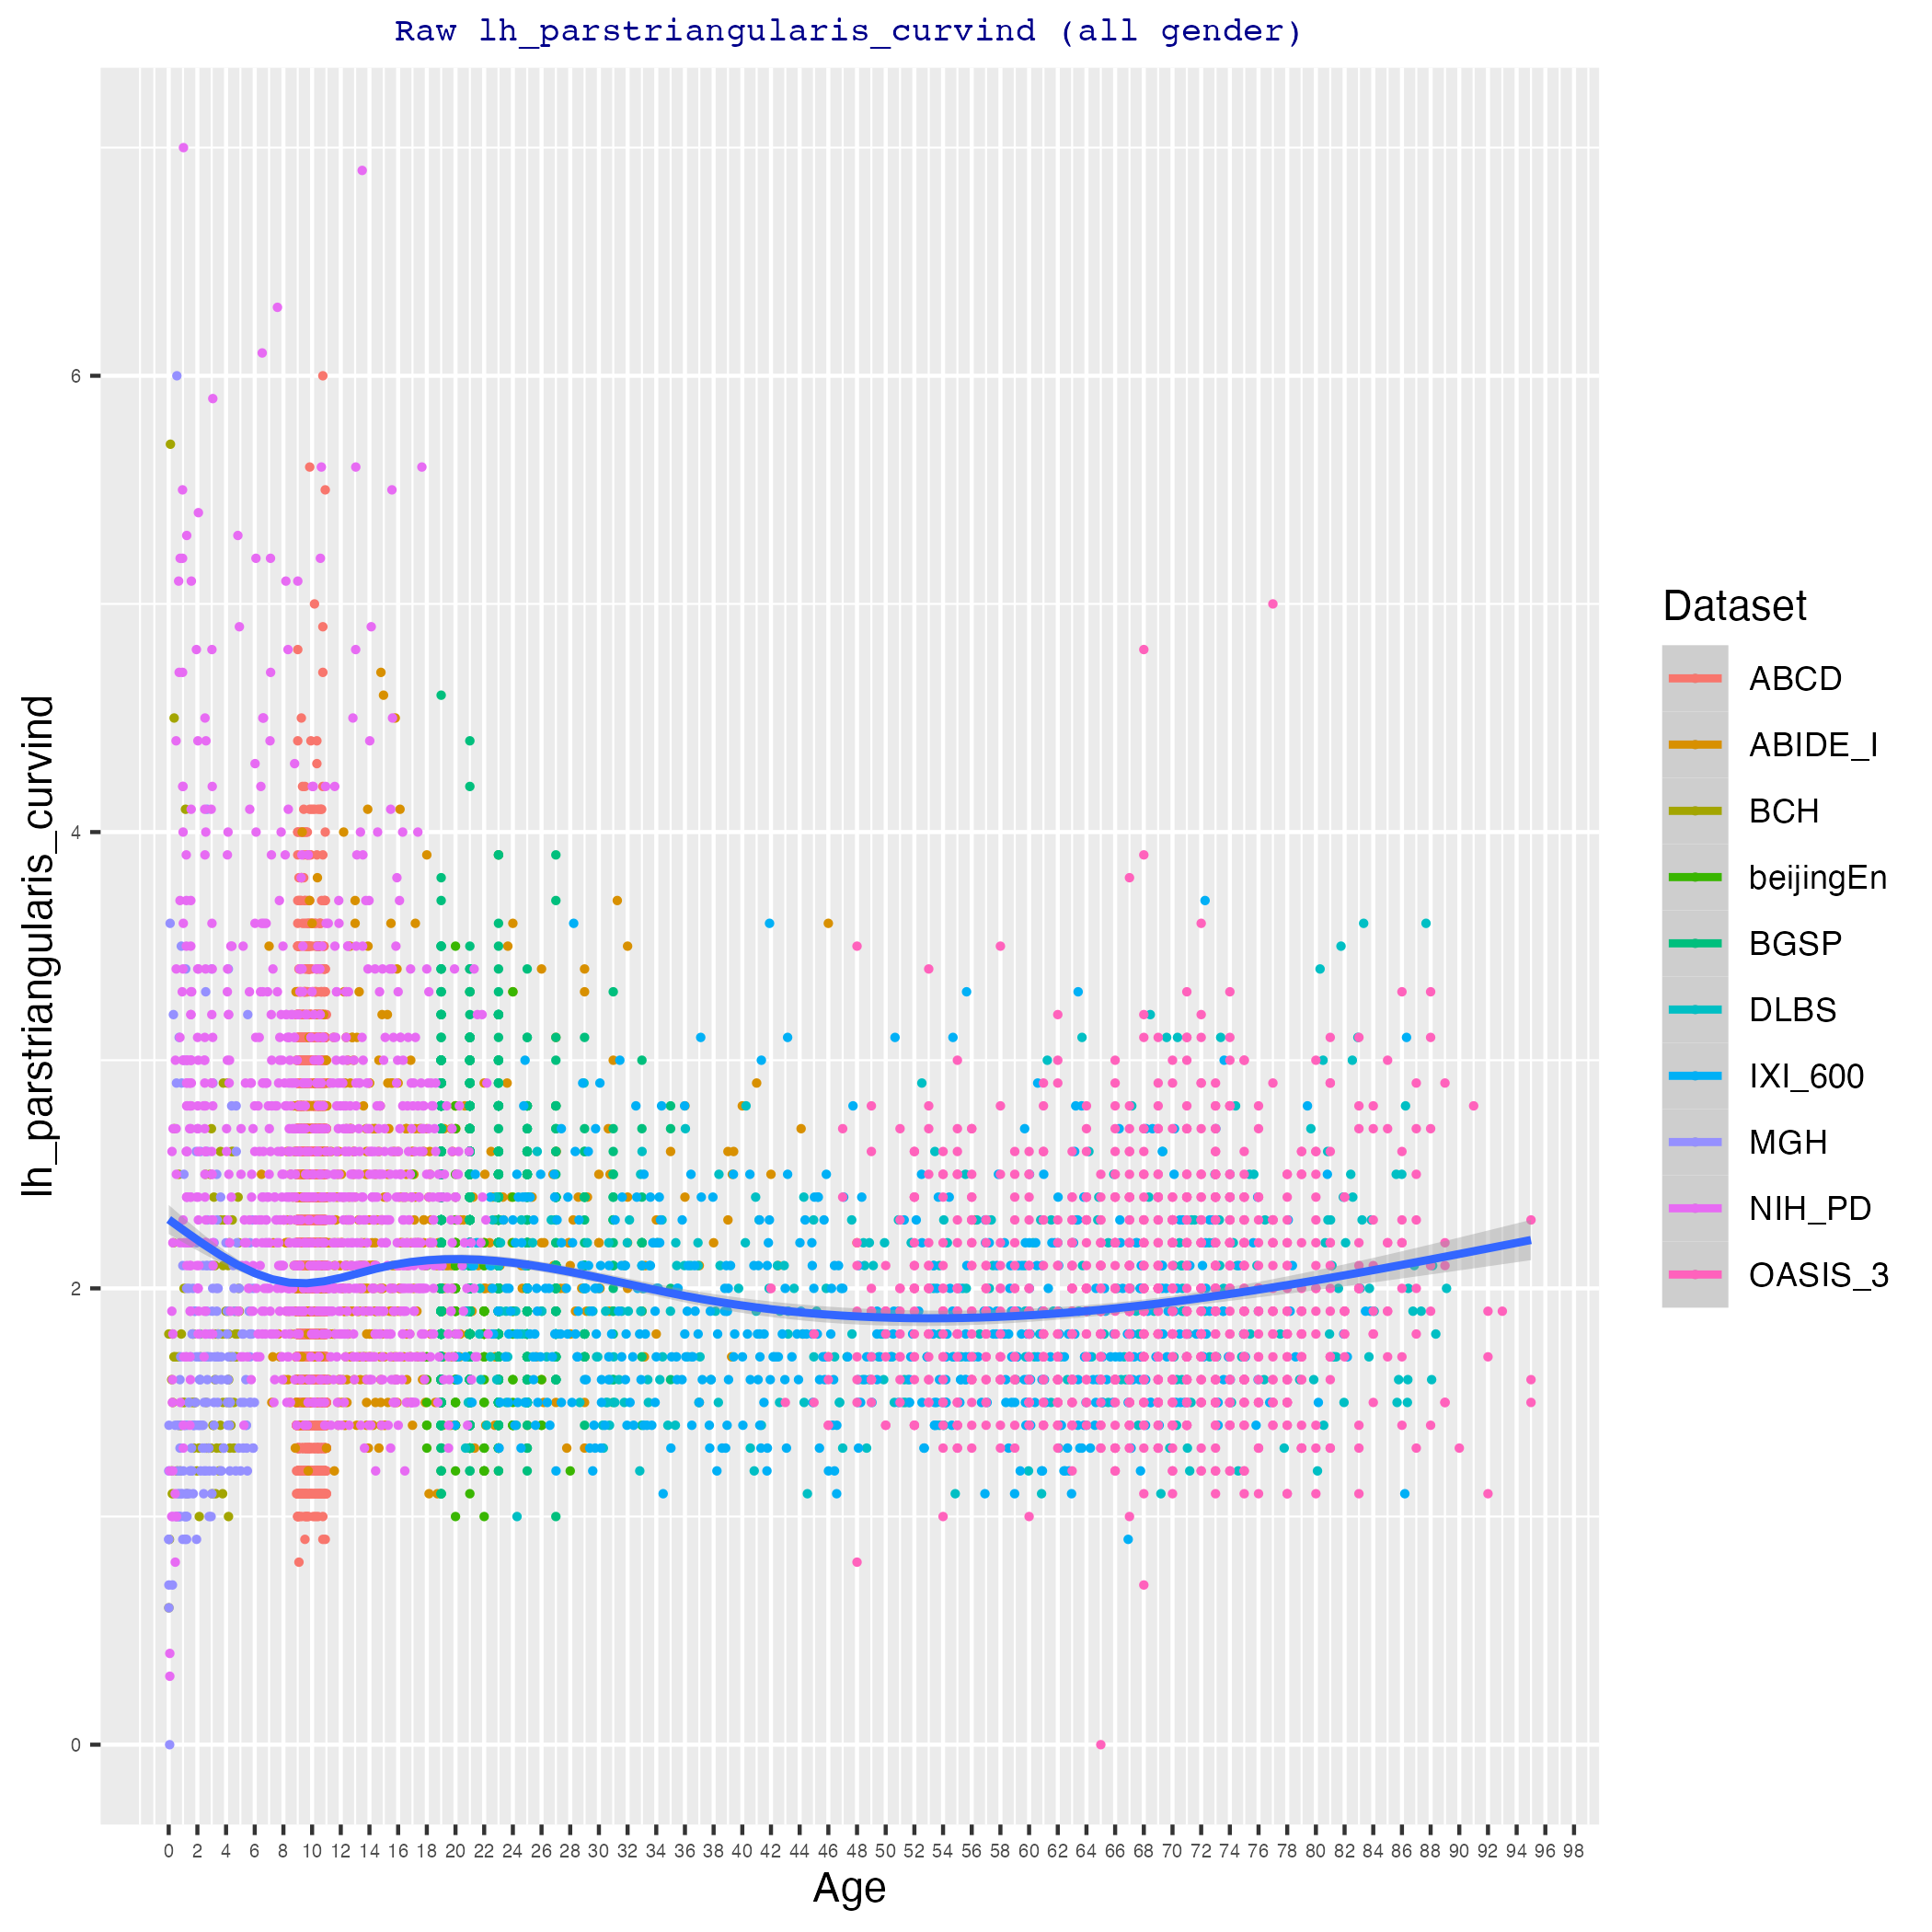 Raw lh_parstriangularis_curvind (all gender)
lh_parstriangularis_curvind
6
4
2
0
0 2 4 6 8 10 12 14 16 18 20 22 24 26 28 30 32 34 36 38 40 42 44 46 48 50 52 54 56 58 60 62 64 66 68 70 72 74 76 78 80 82 84 86 88 90 92 94 96 98
Age
Dataset
ABCD
ABIDE_I
BCH
beijingEn
BGSP
DLBS
IXI_600
MGH
NIH_PD
OASIS_3